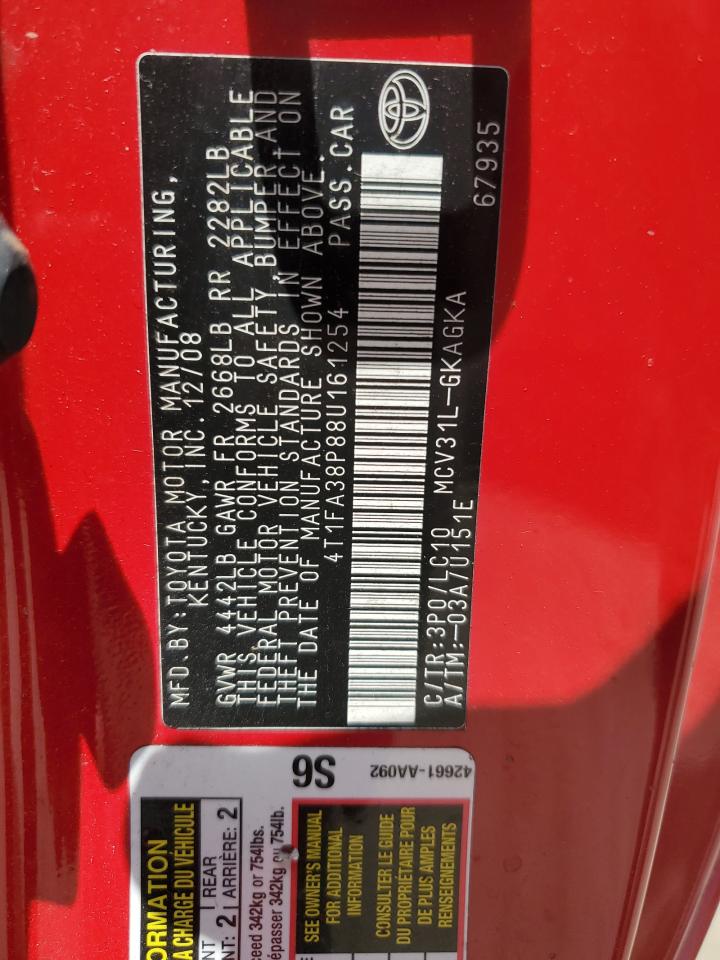 MFD.BY:TOYOTA MOTOR MANUFACTURING,
KENTUCKY,INC. 12/08
GVWR 4442LB GAWR FR 2668LB RR 2282LB
THIS VEHICLE CONFORMS TO ALL APPLICABLE
FEDERAL MOTOR VEHICLE SAFETY,BUMPER AND
THEFT PREVENTION STANDARDS IN EFFECT ON
THE DATE OF MANUFACTURE SHOWN ABOVE.
4T1FA38P88U161254 PASS.CAR
C/TR:3P0/LC10 MCV31L-GKAGKA
A/TM:-03A/U151E 67935
S6
42661-AA092
ORMATION
A CHARGE DU VÉHICULE
NT 2 REAR
NT: 2 ARRIÈRE: 2
ceed 342kg or 754lbs.
épasser 342kg ou 754lb.
SEE OWNER'S MANUAL
FOR ADDITIONAL
INFORMATION
CONSULTER LE GUIDE
DU PROPRIÉTAIRE POUR
DE PLUS AMPLES
RENSEIGNEMENTS